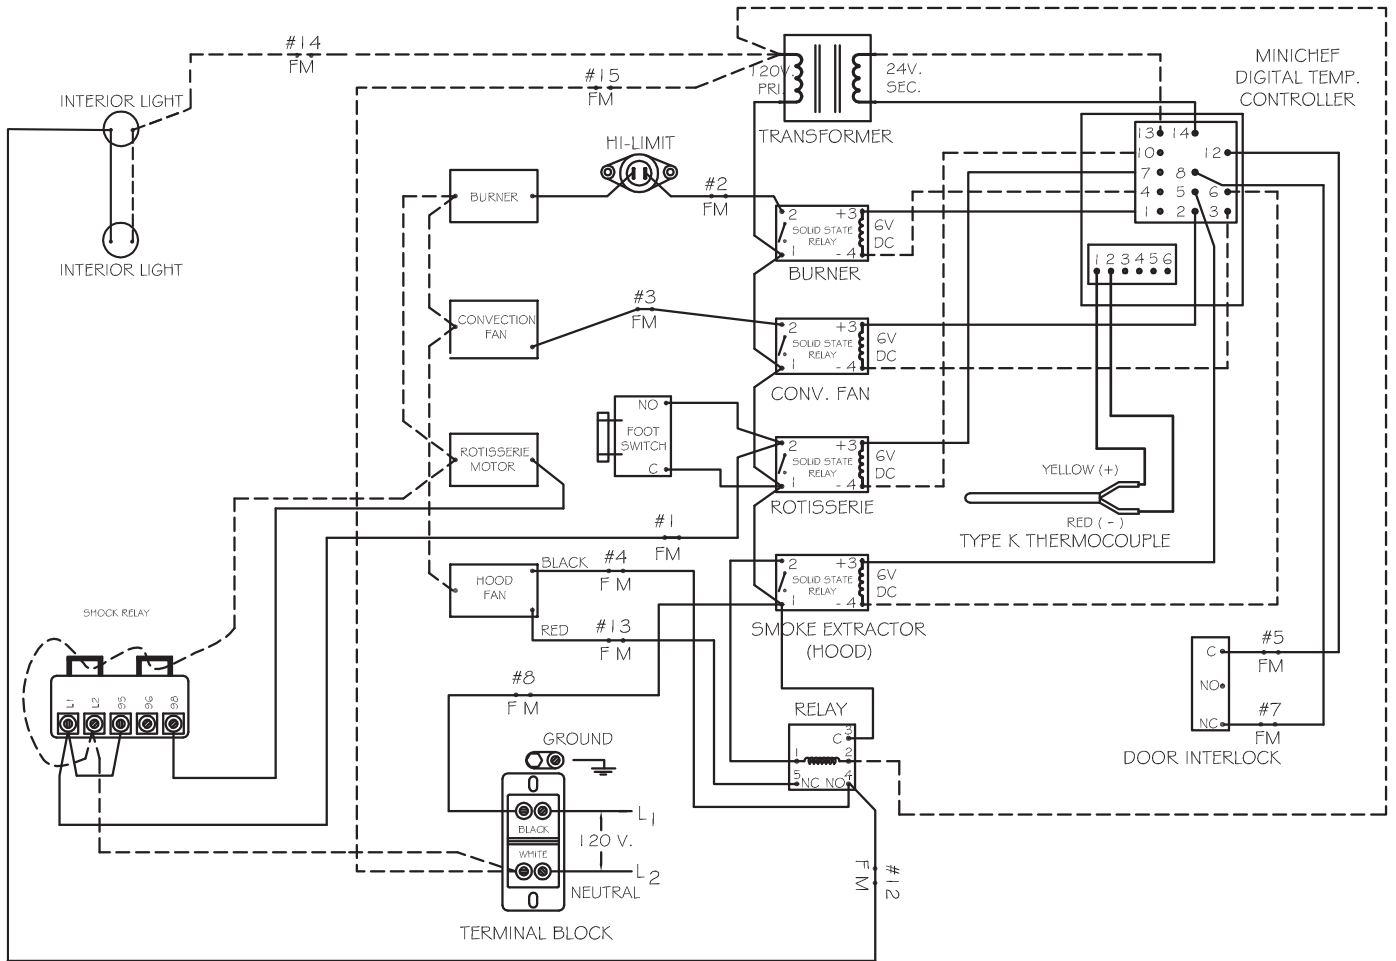 #14
FM
#15
FM
120V.
PRI.
24V.
SEC.
TRANSFORMER
MINICHEF
DIGITAL TEMP.
CONTROLLER
INTERIOR LIGHT
INTERIOR LIGHT
HI-LIMIT
#2
FM
BURNER
13 14
10 12
7 8
4 5 6
1 2 3
1 2 3 4 5 6
2 +3
SOLID STATE
RELAY
1 - 4
6V
DC
BURNER
#3
FM
CONVECTION
FAN
2 +3
SOLID STATE
RELAY
1 - 4
6V
DC
CONV. FAN
NO
FOOT
SWITCH
C
ROTISSERIE
MOTOR
2 +3
SOLID STATE
RELAY
1 - 4
6V
DC
ROTISSERIE
YELLOW (+)
RED ( - )
TYPE K THERMOCOUPLE
#1
FM
BLACK
#4
F M
HOOD
FAN
RED
#13
F M
2 +3
SOLID STATE
RELAY
1 - 4
6V
DC
SMOKE EXTRACTOR
(HOOD)
SHOCK RELAY
L1 L2 95 96 98
#8
F M
C
NO
NC
#5
FM
#7
FM
DOOR INTERLOCK
RELAY
3
C
1 2
5 4
NC NO
GROUND
BLACK
WHITE
L1
120 V.
L2
NEUTRAL
TERMINAL BLOCK
#12
F M